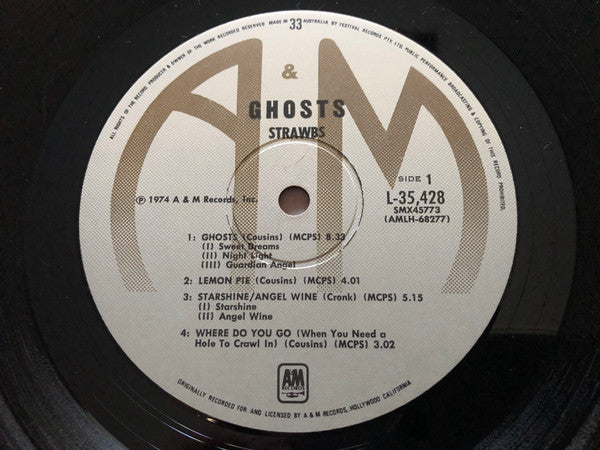 ALL RIGHTS OF THE RECORD PRODUCER & OWNER OF THE WORK RECORDED RESERVED MADE IN 33 AUSTRALIA BY FESTIVAL RECORDS PTY. LTD. PUBLIC PERFORMANCE BROADCASTING & COPYING OF THIS RECORD PROHIBITED.
A & M
GHOSTS
STRAWBS
SIDE 1
℗ 1974 A & M Records, Inc.
L-35,428
SMX45773
(AMLH-68277)
1: GHOSTS (Cousins) (MCPS) 8.33
(I) Sweet Dreams
(II) Night Light
(III) Guardian Angel
2: LEMON PIE (Cousins) (MCPS) 4.01
3: STARSHINE/ANGEL WINE (Cronk) (MCPS) 5.15
(I) Starshine
(II) Angel Wine
4: WHERE DO YOU GO (When You Need a
Hole To Crawl In) (Cousins) (MCPS) 3.02
A&M
RECORDS
ORIGINALLY RECORDED FOR AND LICENSED BY A & M RECORDS, HOLLYWOOD CALIFORNIA